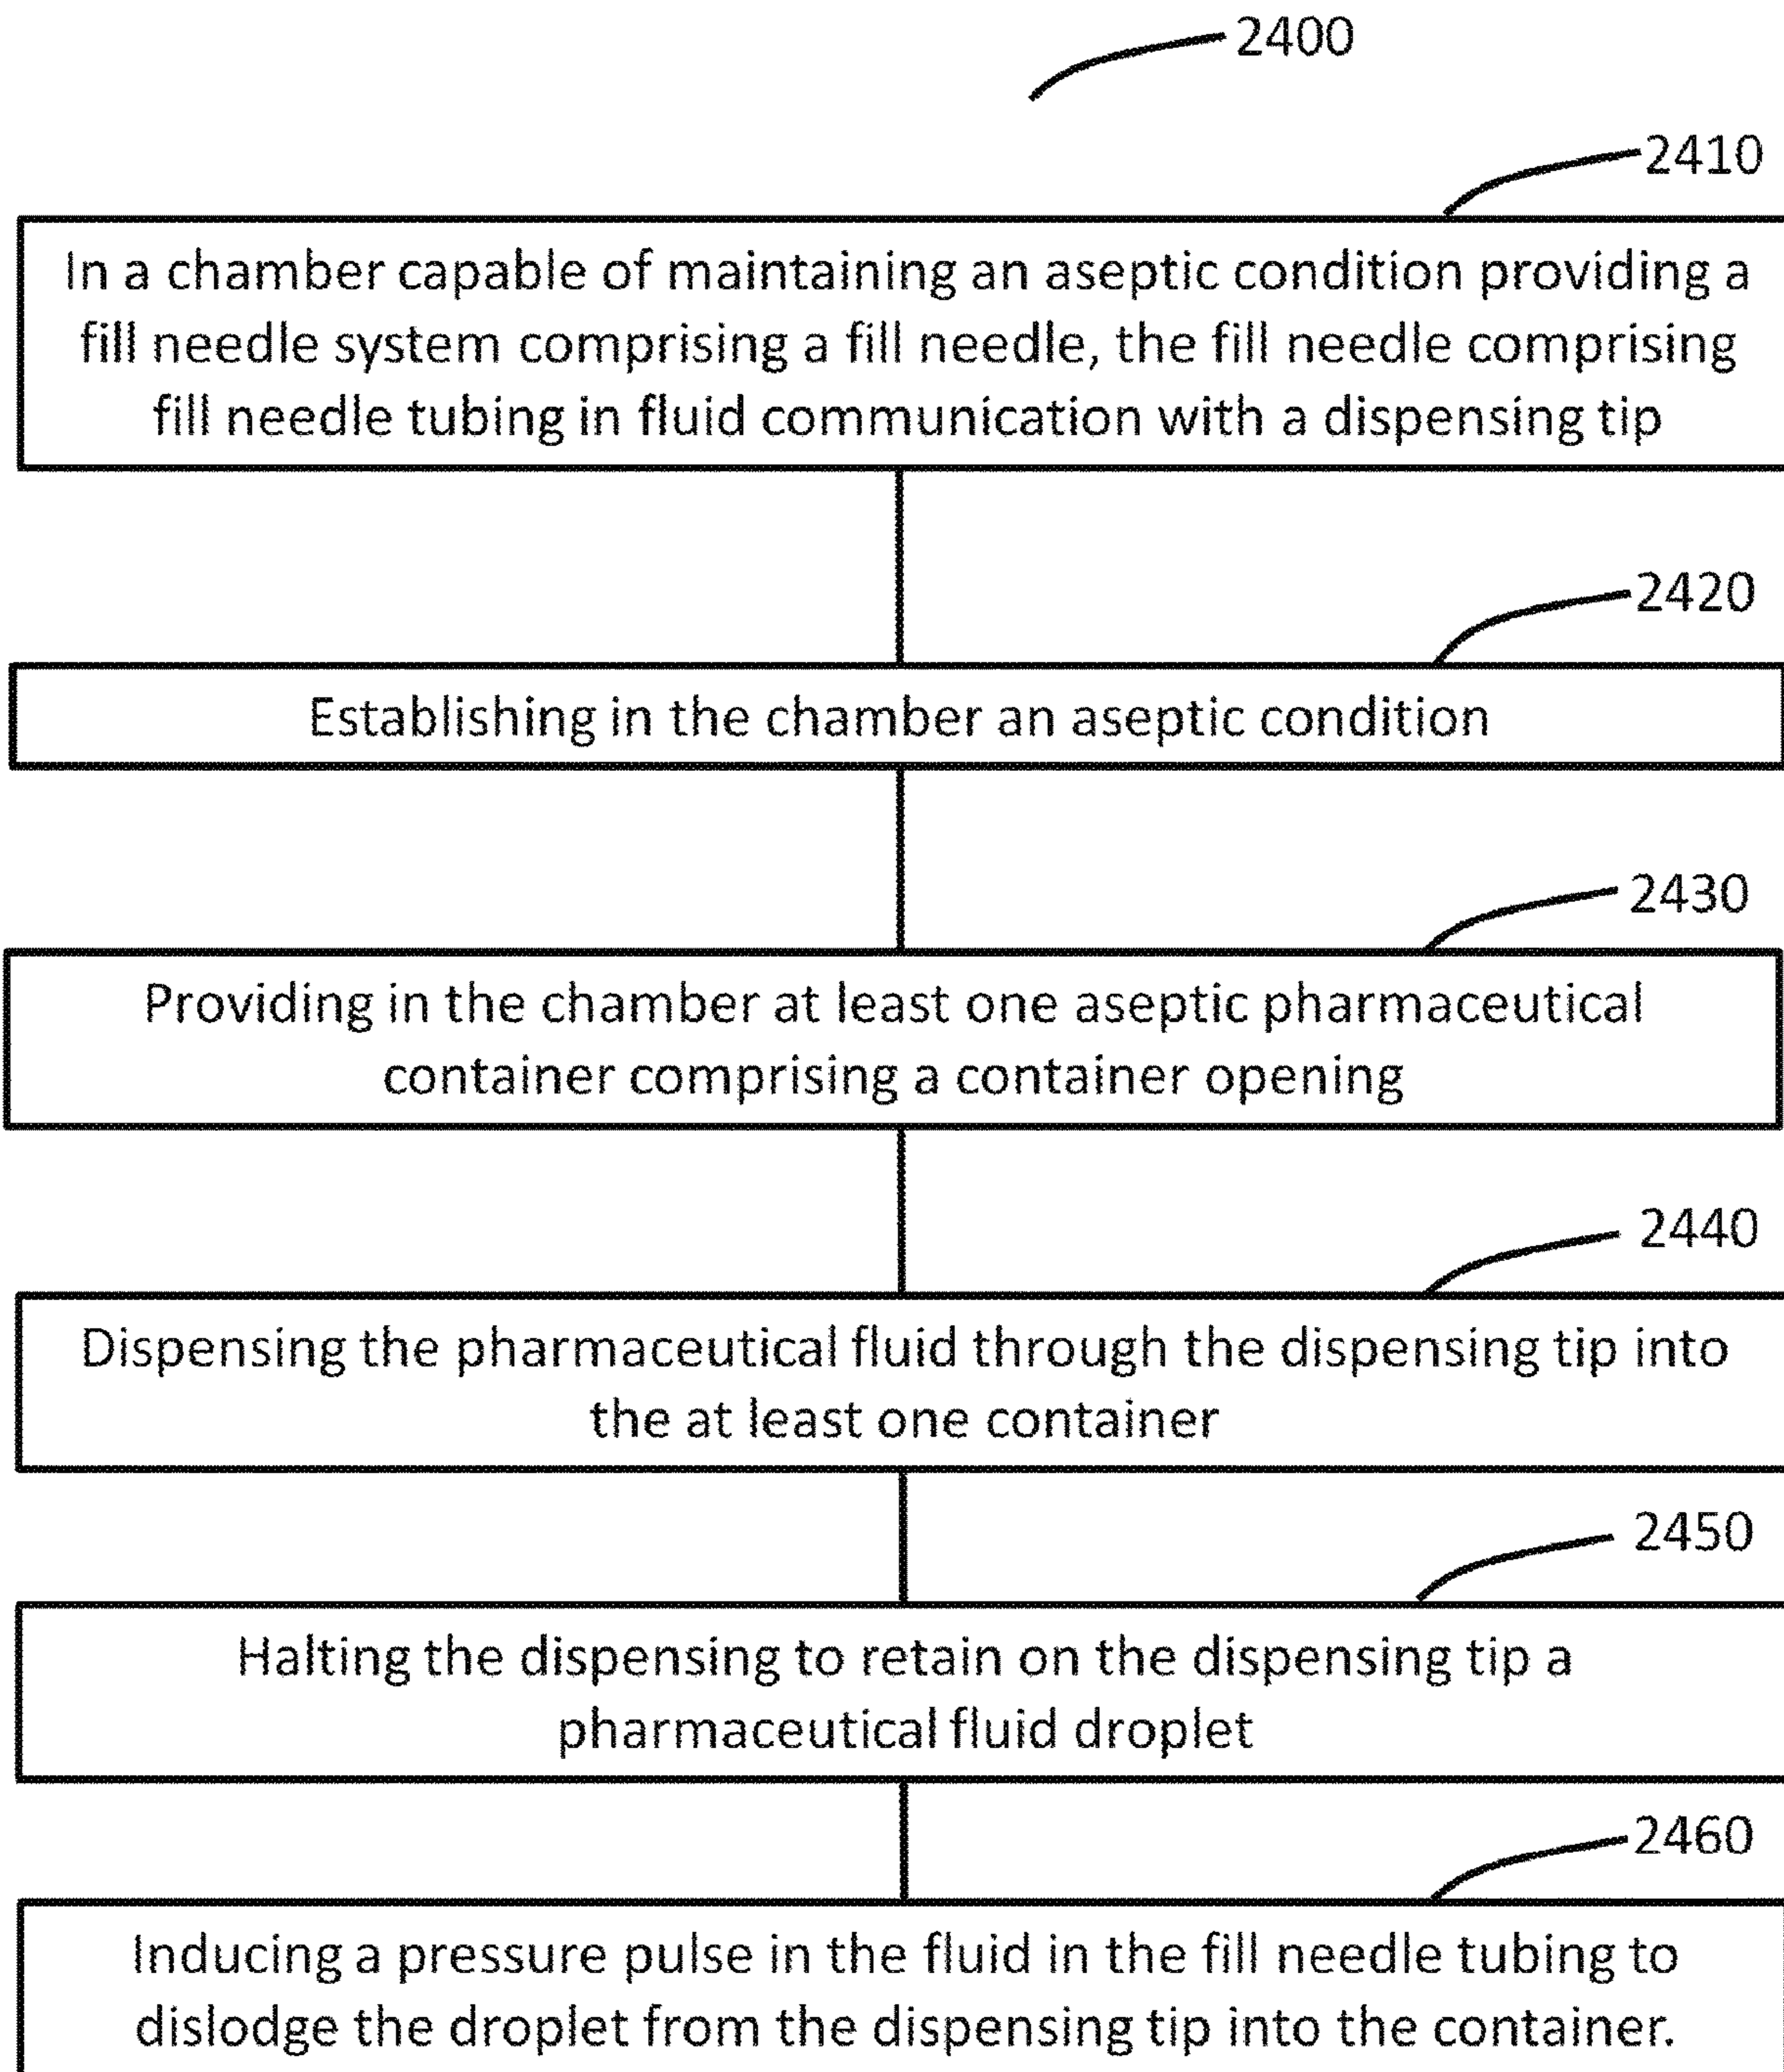 2400
2410
In a chamber capable of maintaining an aseptic condition providing a
fill needle system comprising a fill needle, the fill needle comprising
fill needle tubing in fluid communication with a dispensing tip
2420
Establishing in the chamber an aseptic condition
2430
Providing in the chamber at least one aseptic pharmaceutical
container comprising a container opening
2440
Dispensing the pharmaceutical fluid through the dispensing tip into
the at least one container
2450
Halting the dispensing to retain on the dispensing tip a
pharmaceutical fluid droplet
2460
Inducing a pressure pulse in the fluid in the fill needle tubing to
dislodge the droplet from the dispensing tip into the container.